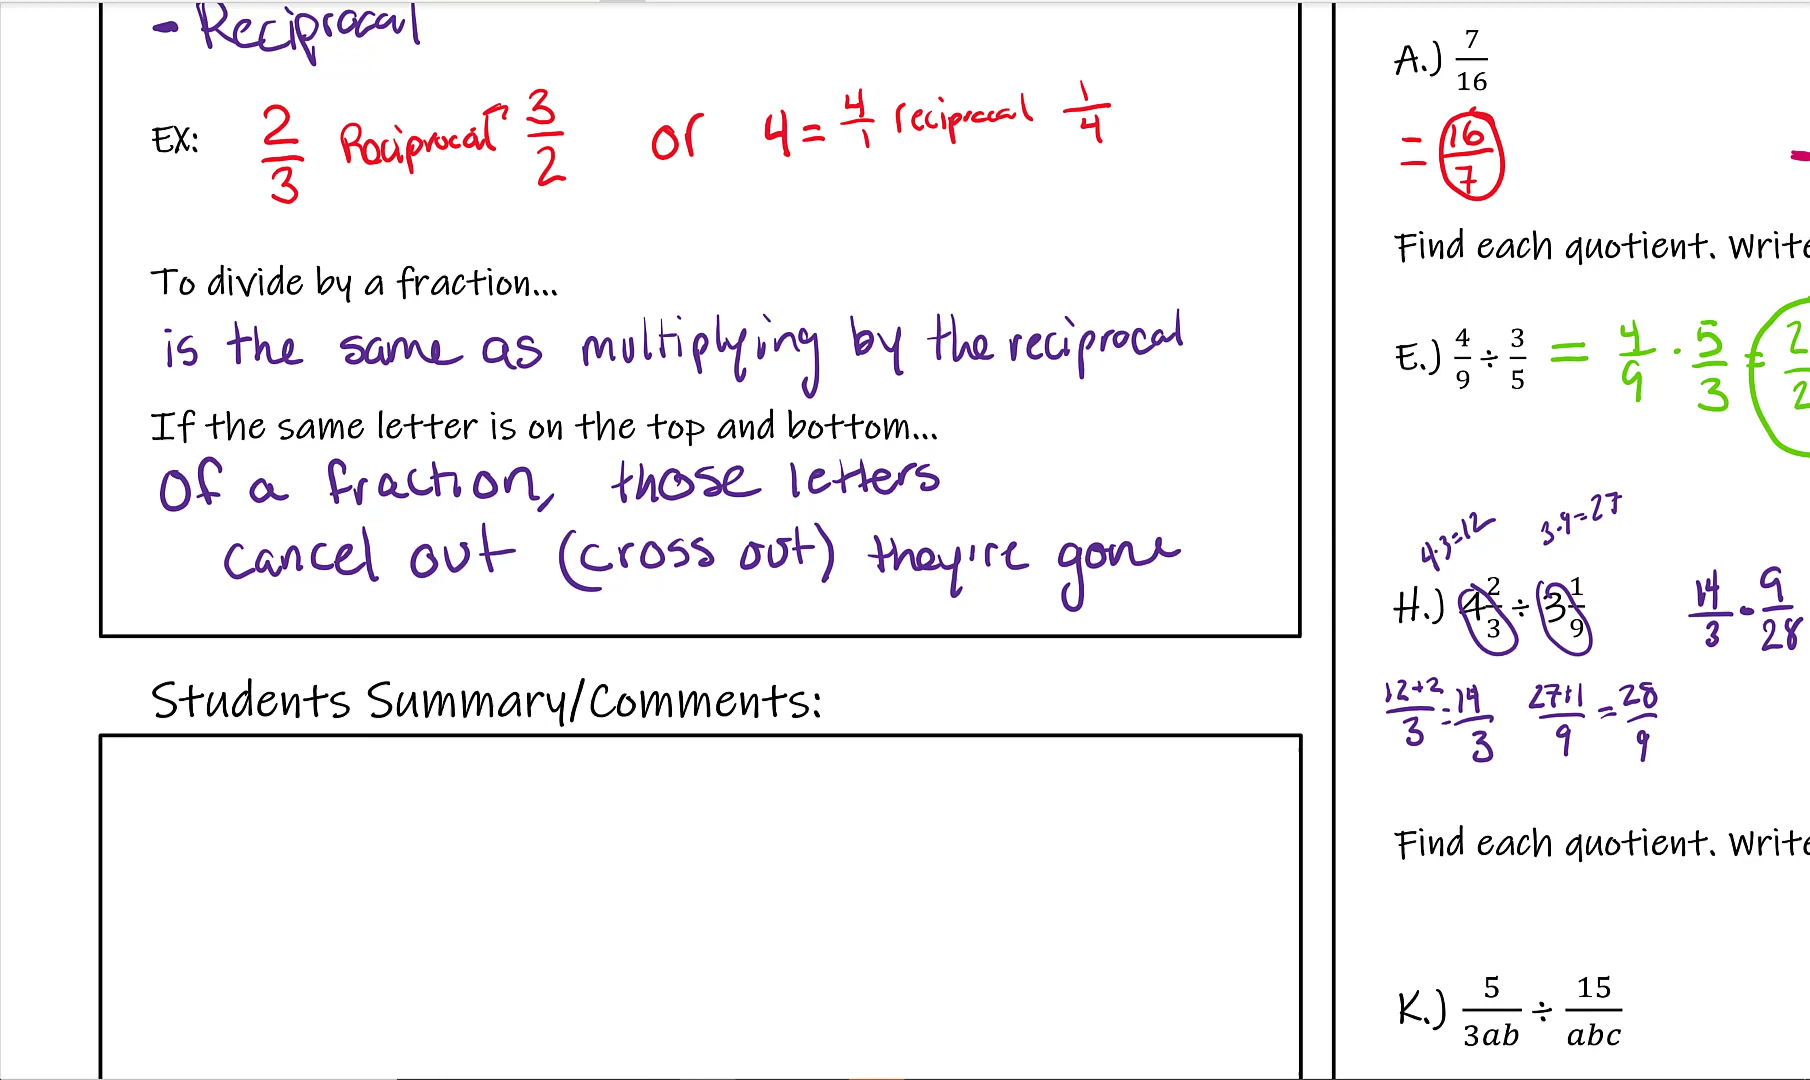 - Reciprocal
EX: 2/3 Reciprocal 3/2 or 4 = 4/1 reciprocal 1/4
To divide by a fraction...
is the same as multiplying by the reciprocal
If the same letter is on the top and bottom...
of a fraction, those letters
cancel out (cross out) they're gone
Students Summary/Comments:
A.) 7/16
= 16/7
Find each quotient. Write
E.) 4/9 ÷ 3/5 = 4/9 · 5/3 =
4·3=12 3·9=27
H.) 4 2/3 ÷ 3 1/9 14/3 · 9/28
12+2/3 = 14/3 27+1/9 = 28/9
Find each quotient. Write
K.) 5/3ab ÷ 15/abc